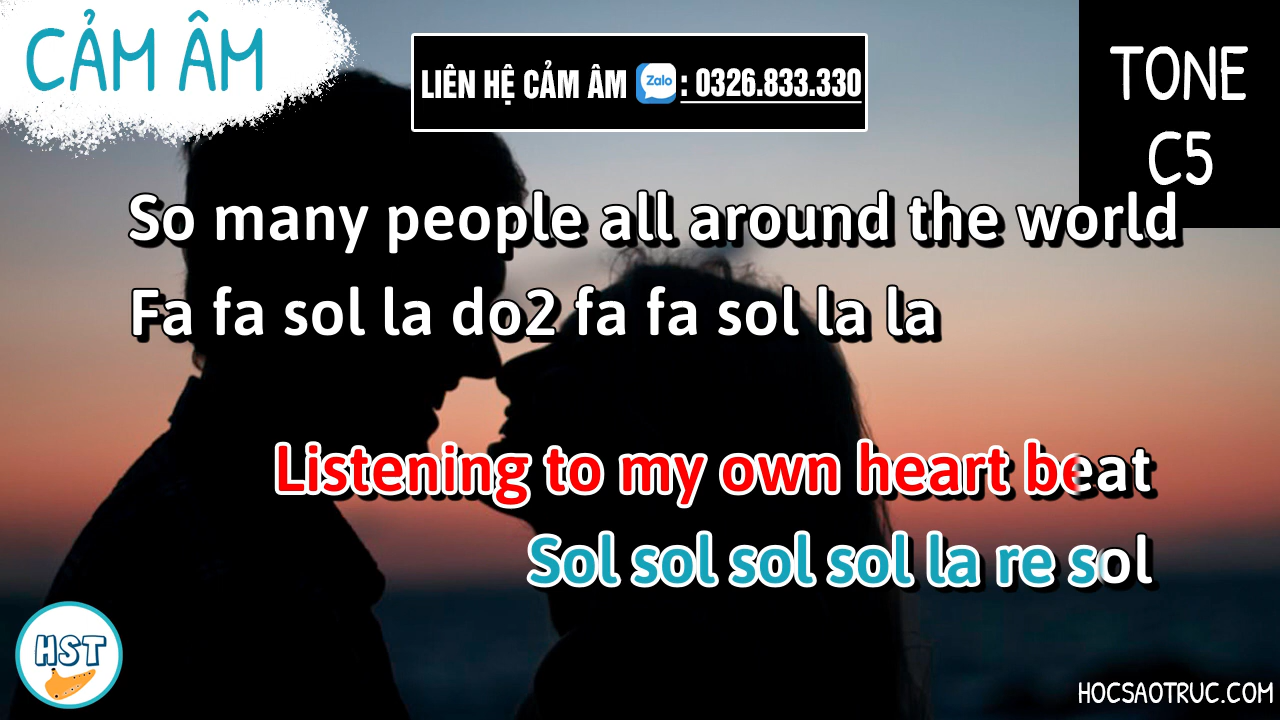 CẢM ÂM
LIÊN HỆ CẢM ÂM Zalo : 0326.833.330
TONE
C5
So many people all around the world
Fa fa sol la do2 fa fa sol la la
Listening to my own heart beat
Sol sol sol sol la re sol
HST
HOCSAOTRUC.COM